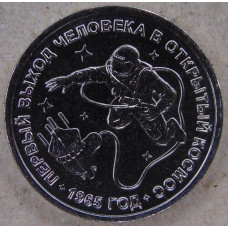 ПЕРВЫЙ ВЫХОД ЧЕЛОВЕКА В ОТКРЫТЫЙ КОСМОС
• 1965 ГОД •